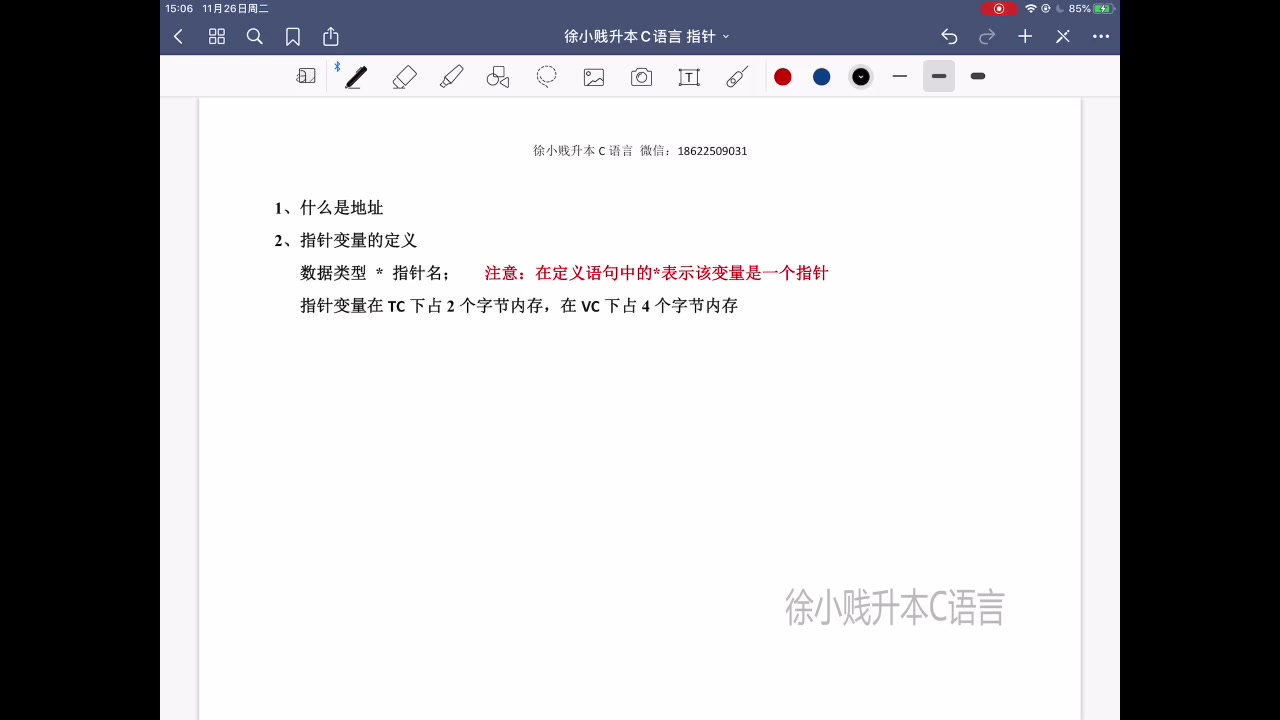 15:06 11月26日周二
85%
徐小贱升本C语言 指针
T
徐小贱升本 C 语言 微信：18622509031
1、什么是地址
2、指针变量的定义
数据类型 * 指针名； 注意：在定义语句中的*表示该变量是一个指针
指针变量在 TC 下占 2 个字节内存，在 VC 下占 4 个字节内存
徐小贱升本C语言